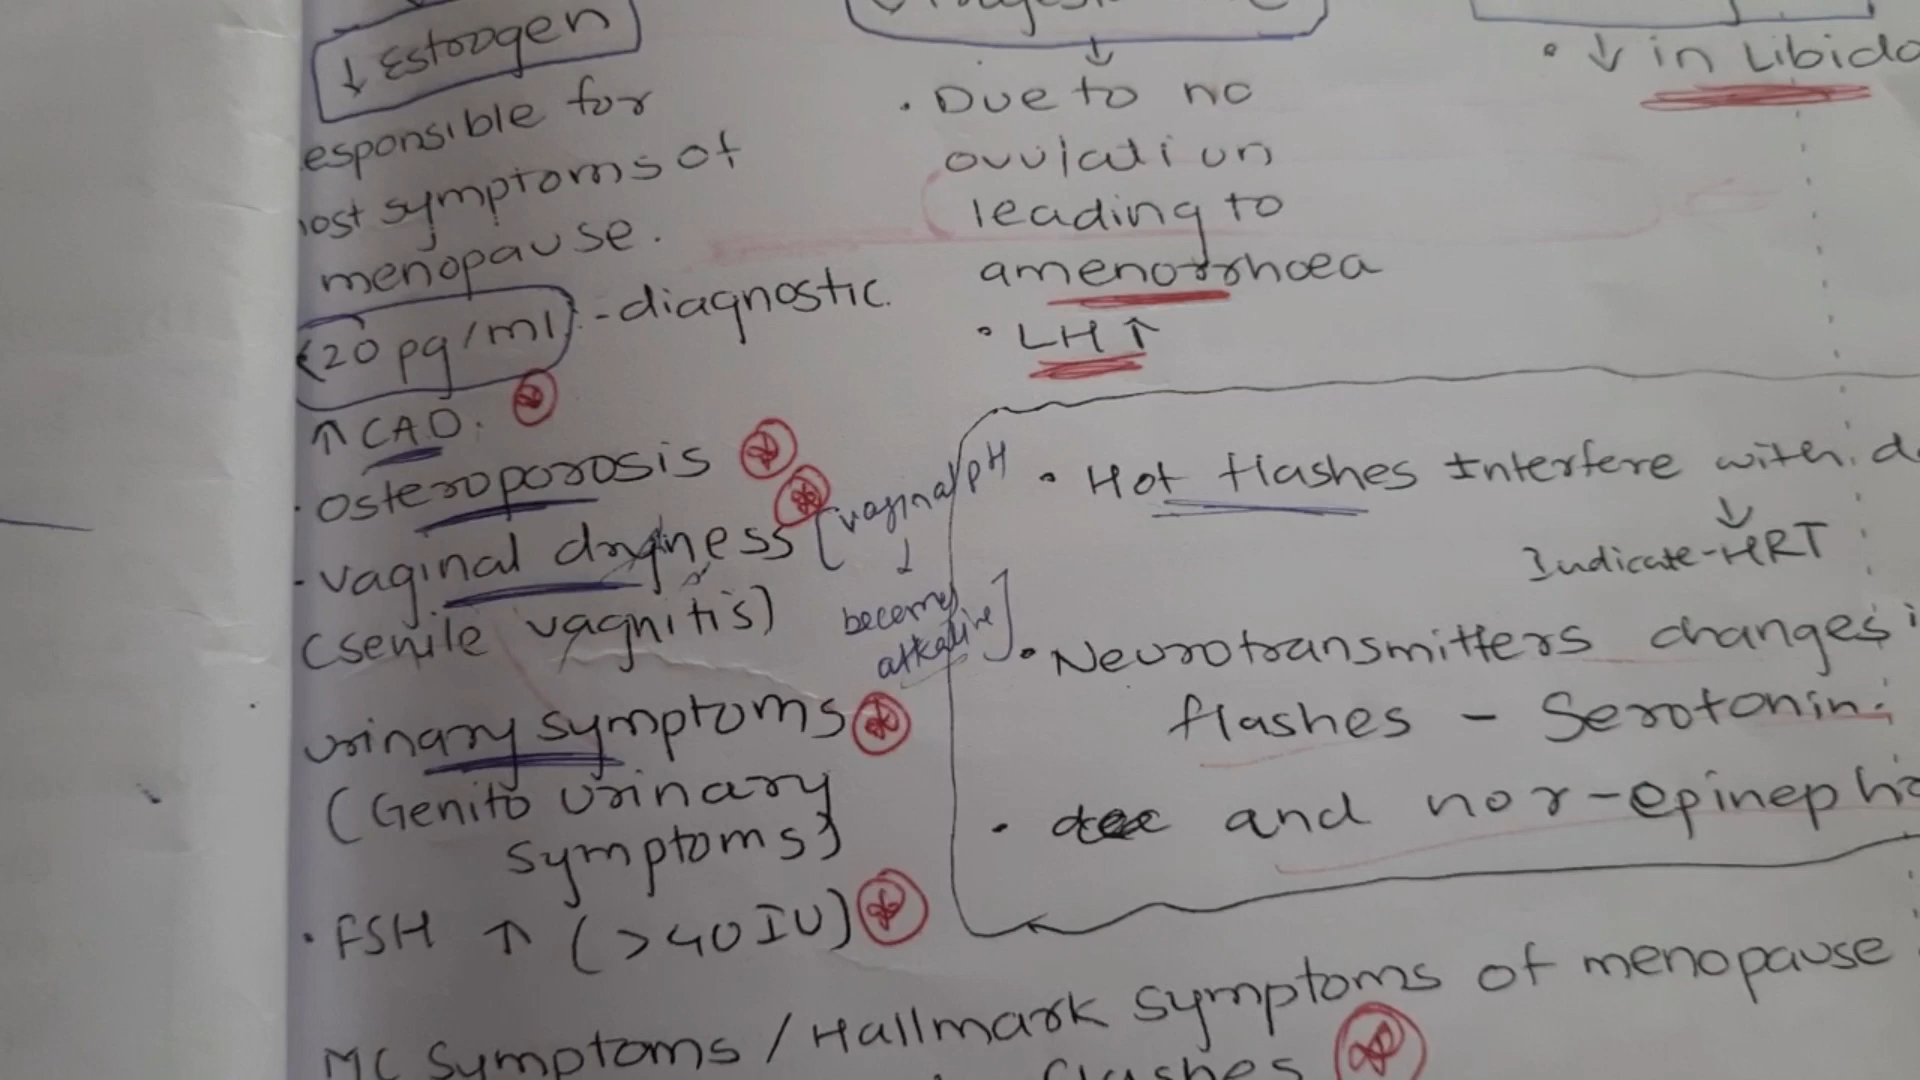 ↓ Estrogen
esponsible for
ost symptoms of
menopause.
<20 pg/ml - diagnostic.
↑ CAD.
· osteroporosis
- vaginal dryness [vaginal pH
↓
becomes
alkaline]
(senile vagnitis)
urinary symptoms
(Genito urinary
symptoms)
· FSH ↑ (>40IU)
↓
· Due to no
ovulation
leading to
amenorrhoea
· LH ↑
· ↓ in Libido
· Hot flashes Interfere with
↓
Indicate-HRT
· Neurotransmitters changes
flashes - Serotonin.
· and nor-epineph
MC Symptoms / Hallmark symptoms of menopause
flashes